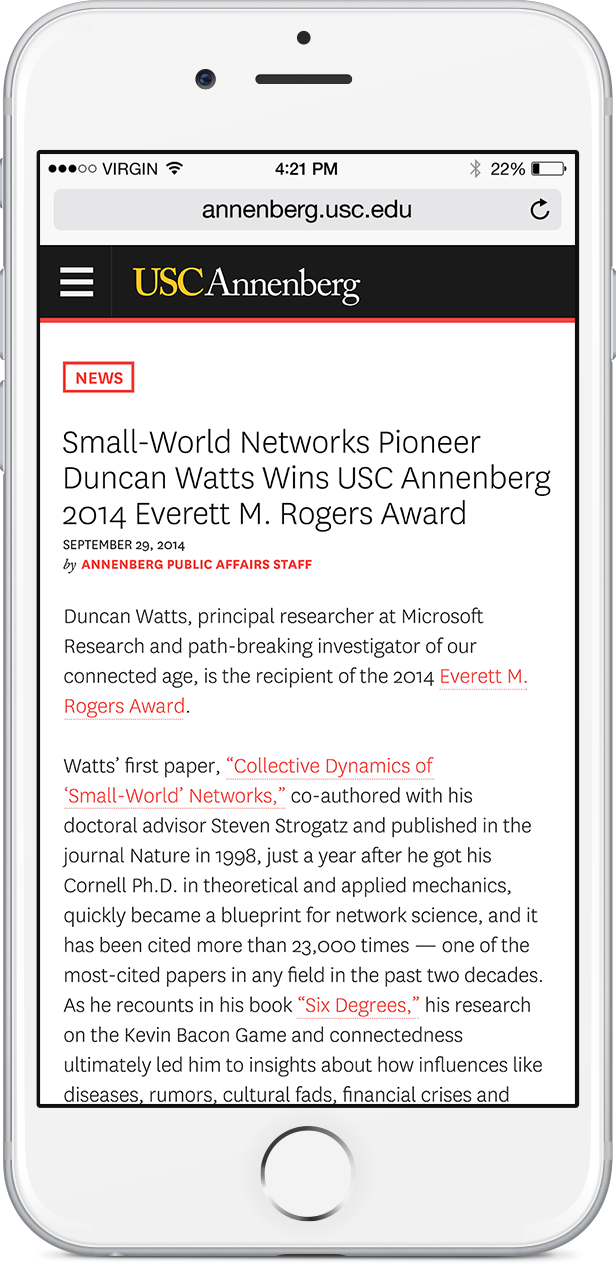 VIRGIN 4:21 PM 22%
annenberg.usc.edu
USC Annenberg
NEWS
Small-World Networks Pioneer
Duncan Watts Wins USC Annenberg
2014 Everett M. Rogers Award
SEPTEMBER 29, 2014
by ANNENBERG PUBLIC AFFAIRS STAFF
Duncan Watts, principal researcher at Microsoft
Research and path-breaking investigator of our
connected age, is the recipient of the 2014 Everett M.
Rogers Award.
Watts’ first paper, “Collective Dynamics of
‘Small-World’ Networks,” co-authored with his
doctoral advisor Steven Strogatz and published in the
journal Nature in 1998, just a year after he got his
Cornell Ph.D. in theoretical and applied mechanics,
quickly became a blueprint for network science, and it
has been cited more than 23,000 times — one of the
most-cited papers in any field in the past two decades.
As he recounts in his book “Six Degrees,” his research
on the Kevin Bacon Game and connectedness
ultimately led him to insights about how influences like
diseases, rumors, cultural fads, financial crises and